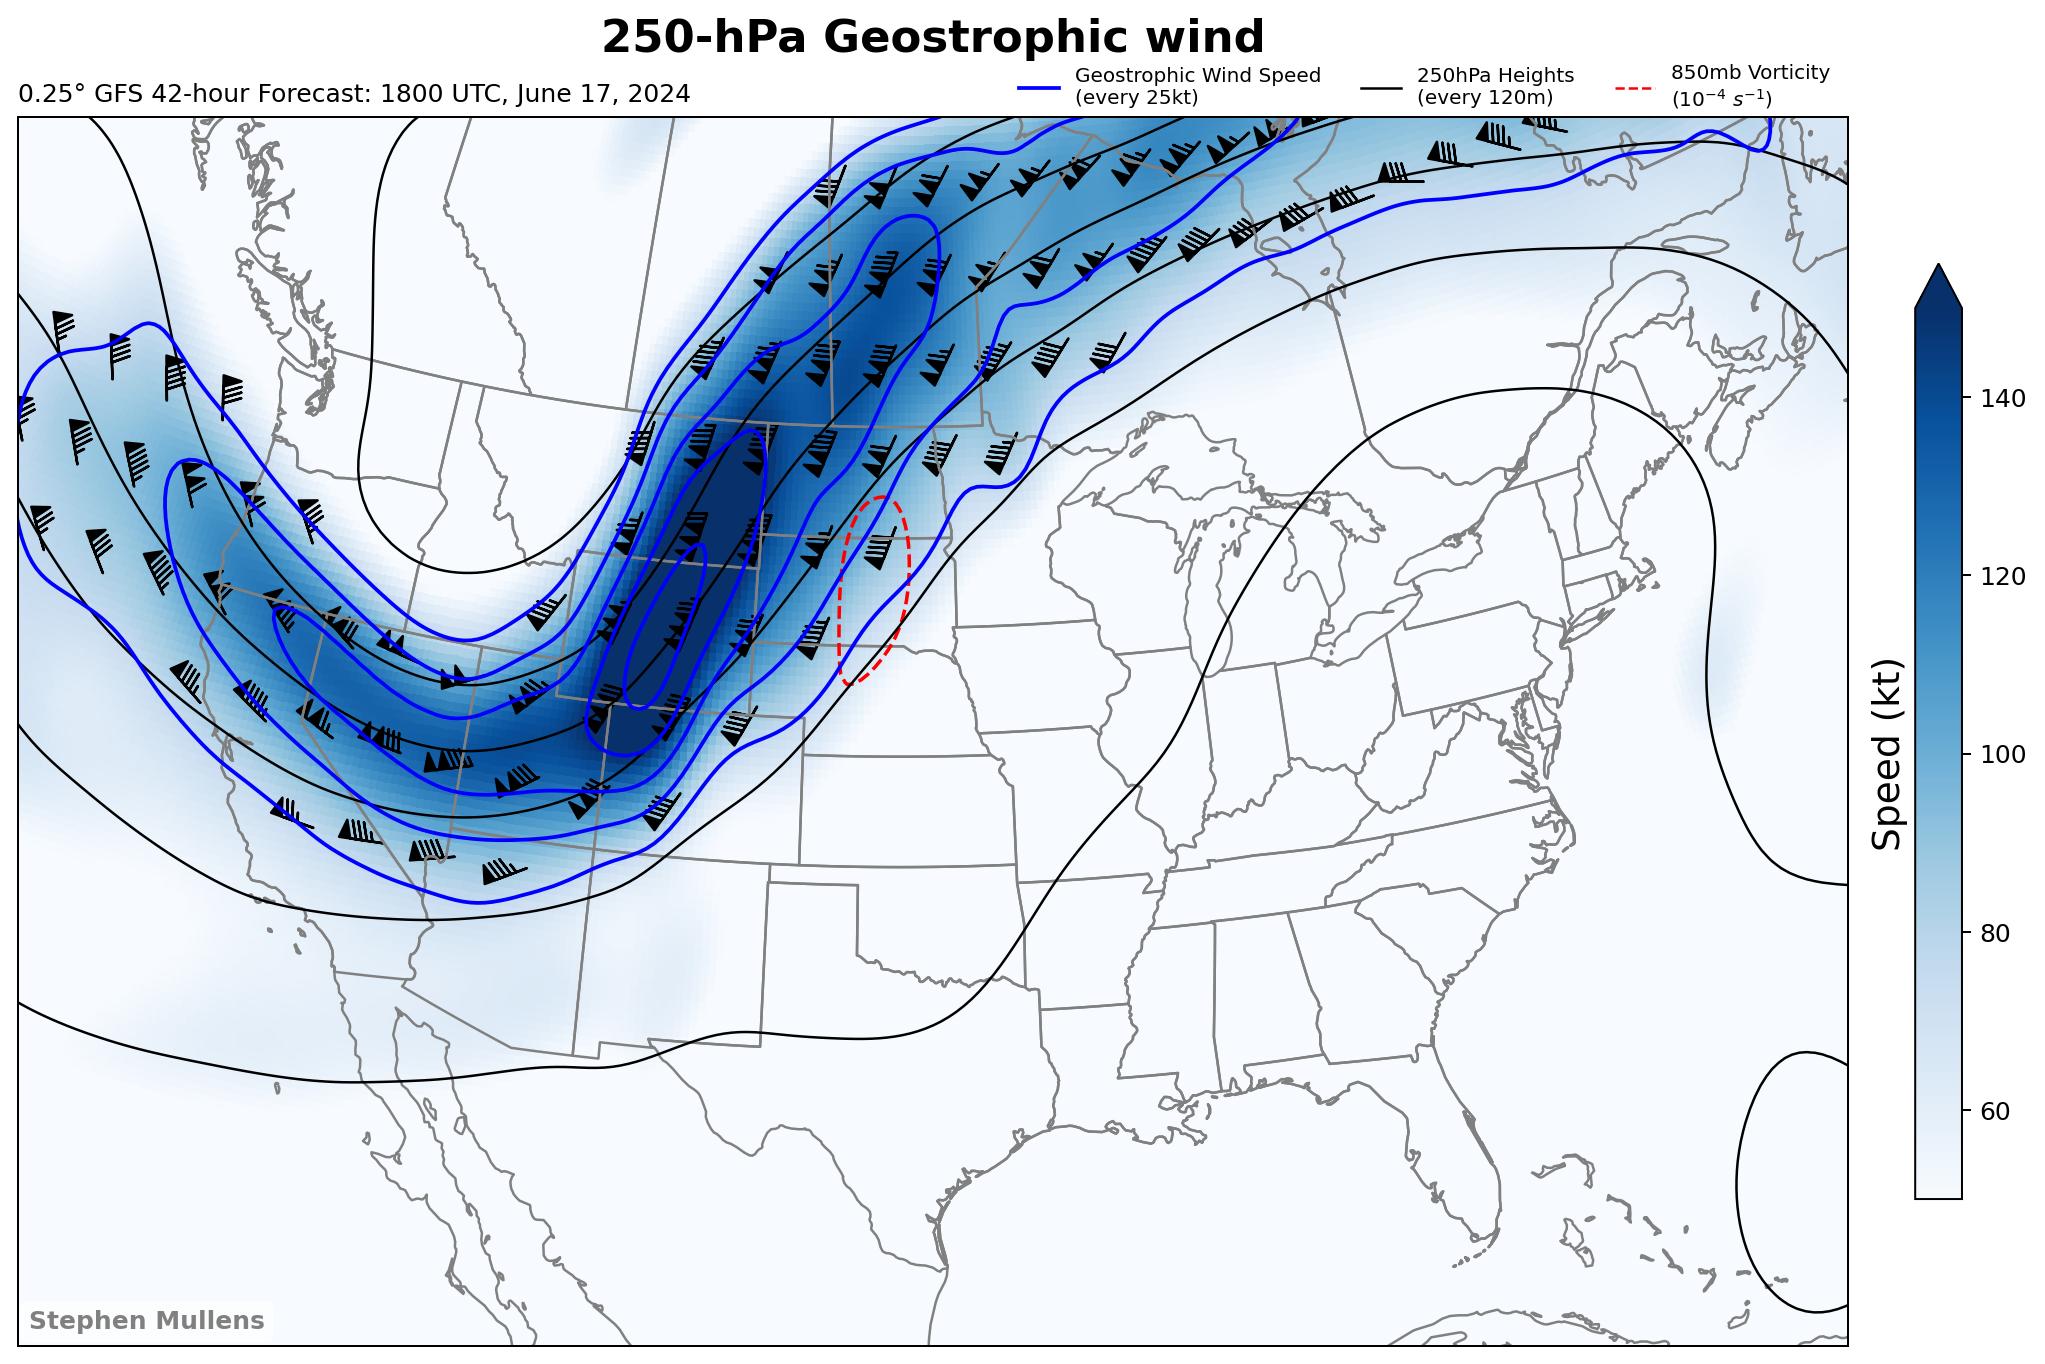 250-hPa Geostrophic wind
0.25° GFS 42-hour Forecast: 1800 UTC, June 17, 2024
Geostrophic Wind Speed
(every 25kt)
250hPa Heights
(every 120m)
850mb Vorticity
(10⁻⁴ s⁻¹)
140
120
100
80
60
Speed (kt)
Stephen Mullens